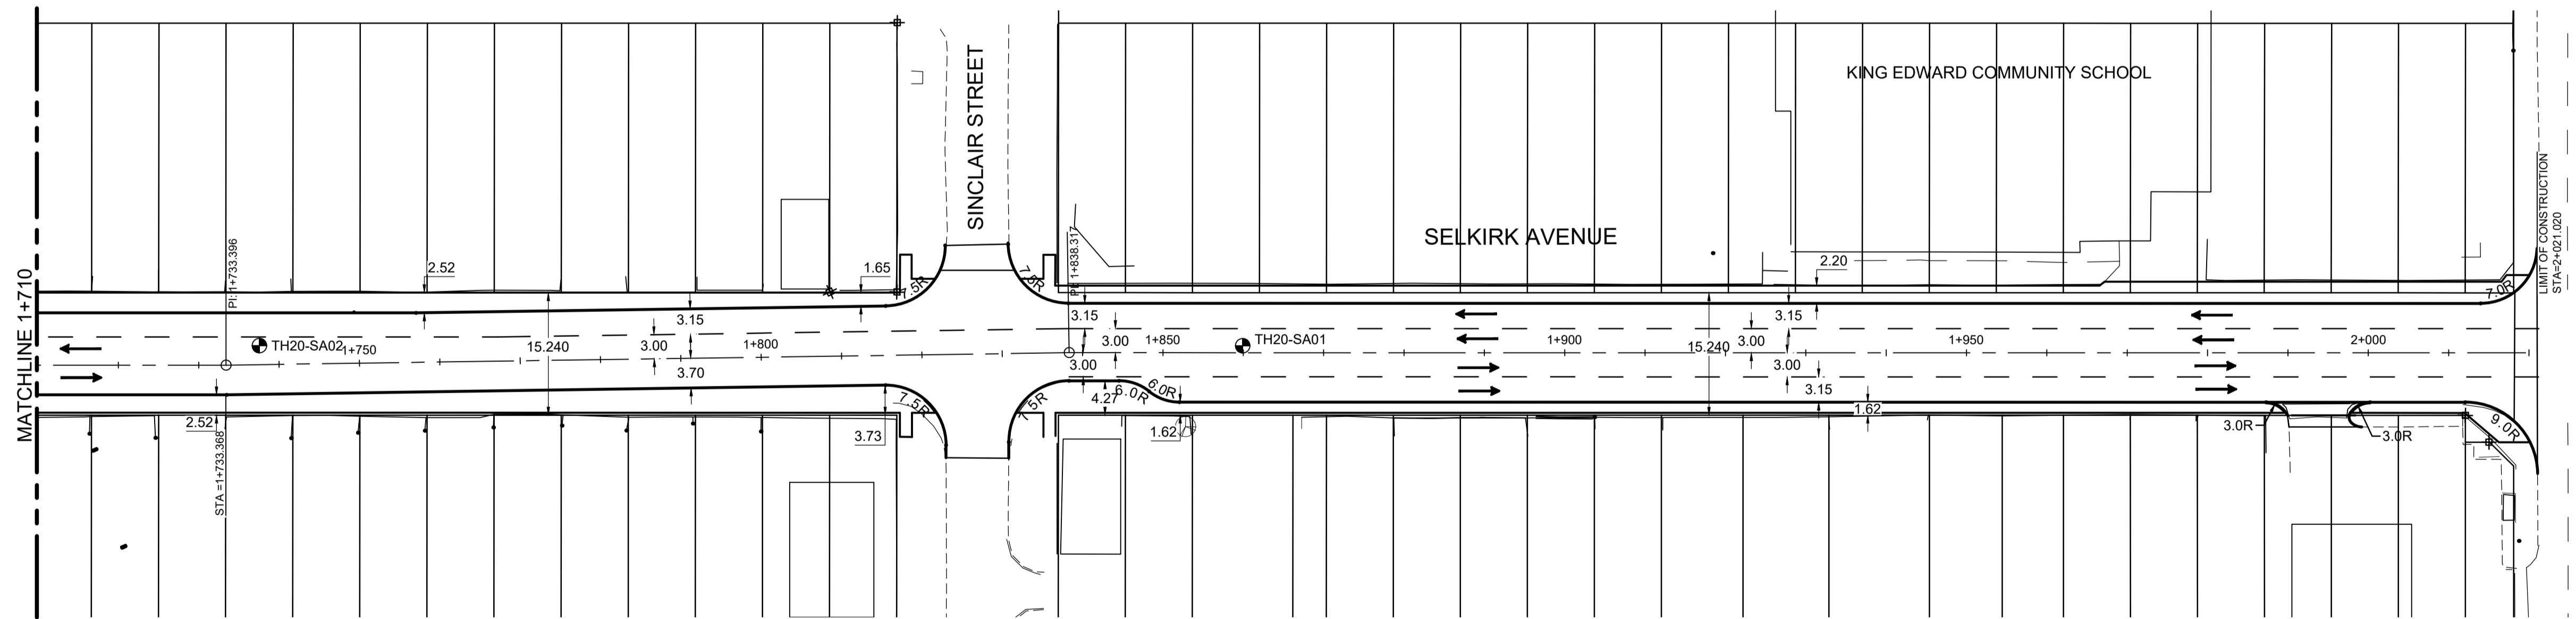 MATCHLINE 1+710
PI: 1+733.396
STA =1+733.368
2.52
2.52
TH20-SA02
1+750
15.240
3.00
3.15
3.70
1+800
1.65
3.73
SINCLAIR STREET
7.5R
7.5R
7.5R
7.5R
PI: 1+838.317
3.15
3.00
3.00
4.27
6.0R
6.0R
1.62
1+850
TH20-SA01
SELKIRK AVENUE
KING EDWARD COMMUNITY SCHOOL
1+900
15.240
3.00
3.15
3.00
3.15
2.20
1.62
1+950
2+000
3.0R
3.0R
7.0R
9.0R
LIMIT OF CONSTRUCTION
STA=2+021.020